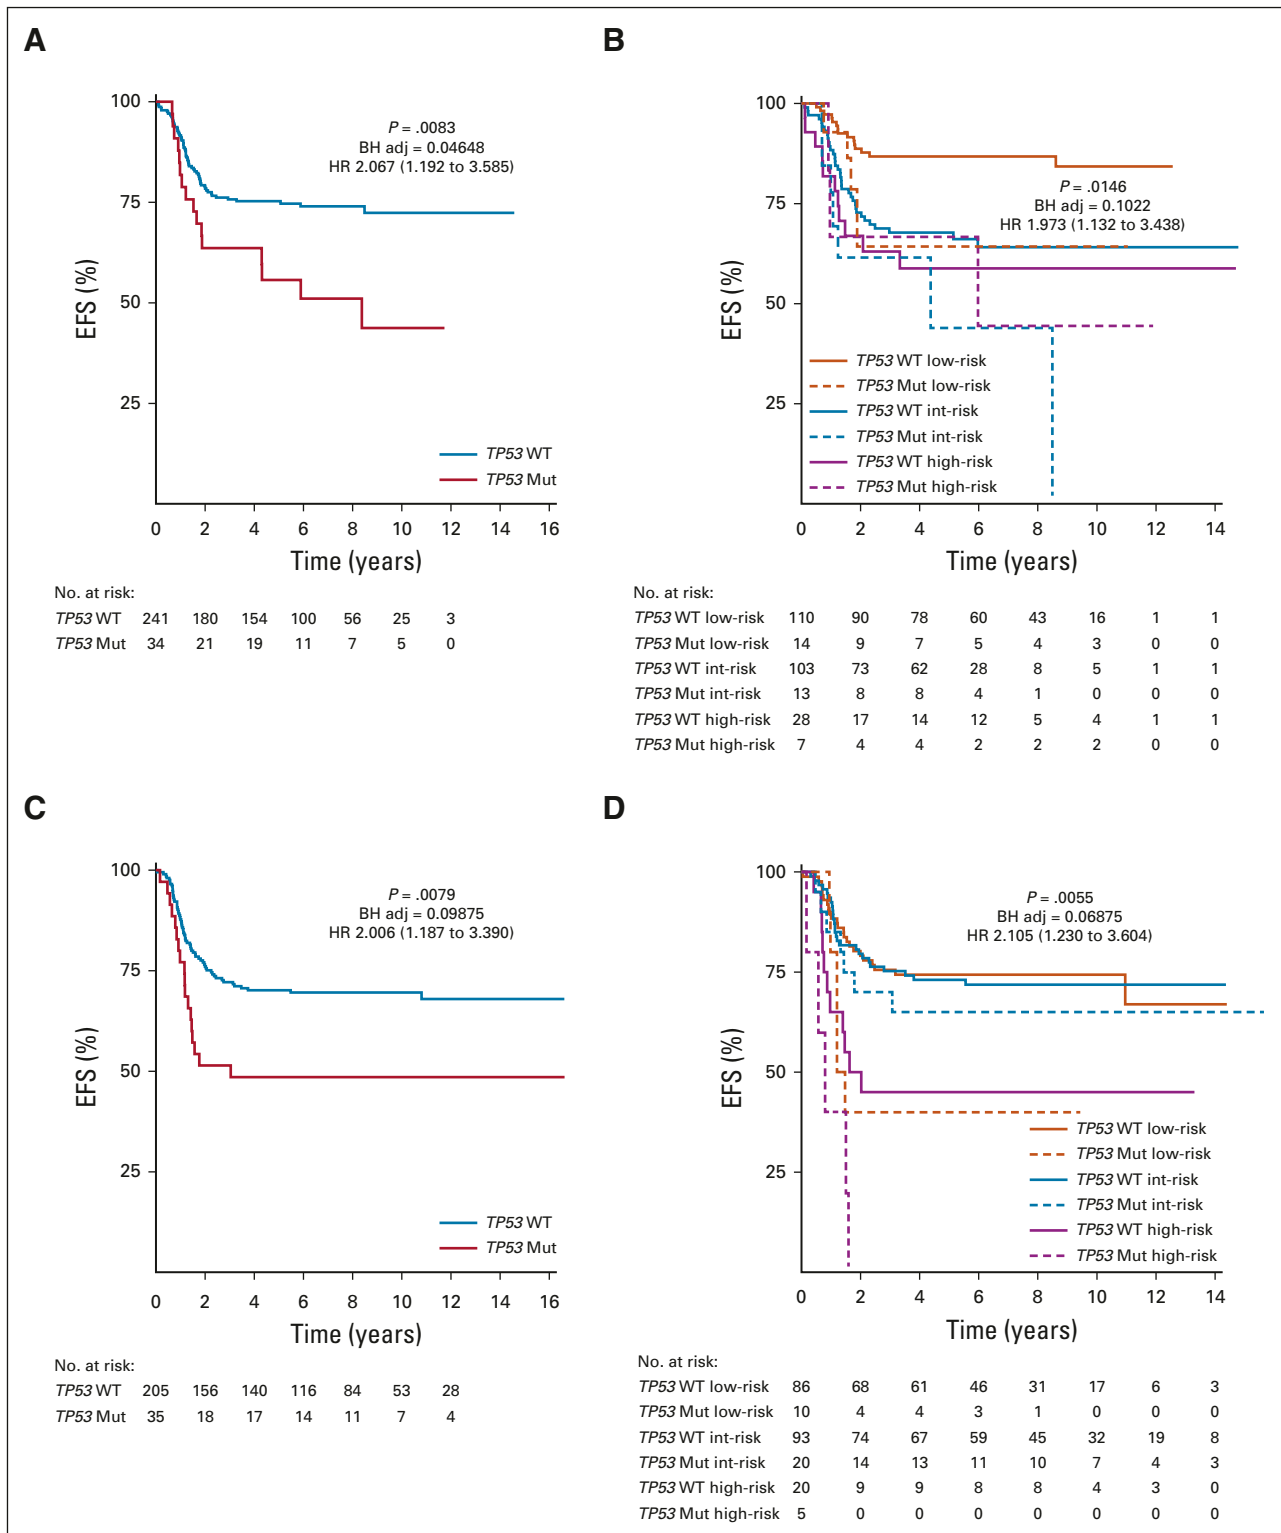 A
100
75
50
25
EFS (%)
P = .0083
BH adj = 0.04648
HR 2.067 (1.192 to 3.585)
TP53 WT
TP53 Mut
0 2 4 6 8 10 12 14 16
Time (years)
No. at risk:
TP53 WT 241 180 154 100 56 25 3
TP53 Mut 34 21 19 11 7 5 0
B
100
75
50
25
EFS (%)
P = .0146
BH adj = 0.1022
HR 1.973 (1.132 to 3.438)
TP53 WT low-risk
TP53 Mut low-risk
TP53 WT int-risk
TP53 Mut int-risk
TP53 WT high-risk
TP53 Mut high-risk
0 2 4 6 8 10 12 14
Time (years)
No. at risk:
TP53 WT low-risk 110 90 78 60 43 16 1 1
TP53 Mut low-risk 14 9 7 5 4 3 0 0
TP53 WT int-risk 103 73 62 28 8 5 1 1
TP53 Mut int-risk 13 8 8 4 1 0 0 0
TP53 WT high-risk 28 17 14 12 5 4 1 1
TP53 Mut high-risk 7 4 4 2 2 2 0 0
C
100
75
50
25
EFS (%)
P = .0079
BH adj = 0.09875
HR 2.006 (1.187 to 3.390)
TP53 WT
TP53 Mut
0 2 4 6 8 10 12 14 16
Time (years)
No. at risk:
TP53 WT 205 156 140 116 84 53 28
TP53 Mut 35 18 17 14 11 7 4
D
100
75
50
25
EFS (%)
P = .0055
BH adj = 0.06875
HR 2.105 (1.230 to 3.604)
TP53 WT low-risk
TP53 Mut low-risk
TP53 WT int-risk
TP53 Mut int-risk
TP53 WT high-risk
TP53 Mut high-risk
0 2 4 6 8 10 12 14
Time (years)
No. at risk:
TP53 WT low-risk 86 68 61 46 31 17 6 3
TP53 Mut low-risk 10 4 4 3 1 0 0 0
TP53 WT int-risk 93 74 67 59 45 32 19 8
TP53 Mut int-risk 20 14 13 11 10 7 4 3
TP53 WT high-risk 20 9 9 8 8 4 3 0
TP53 Mut high-risk 5 0 0 0 0 0 0 0